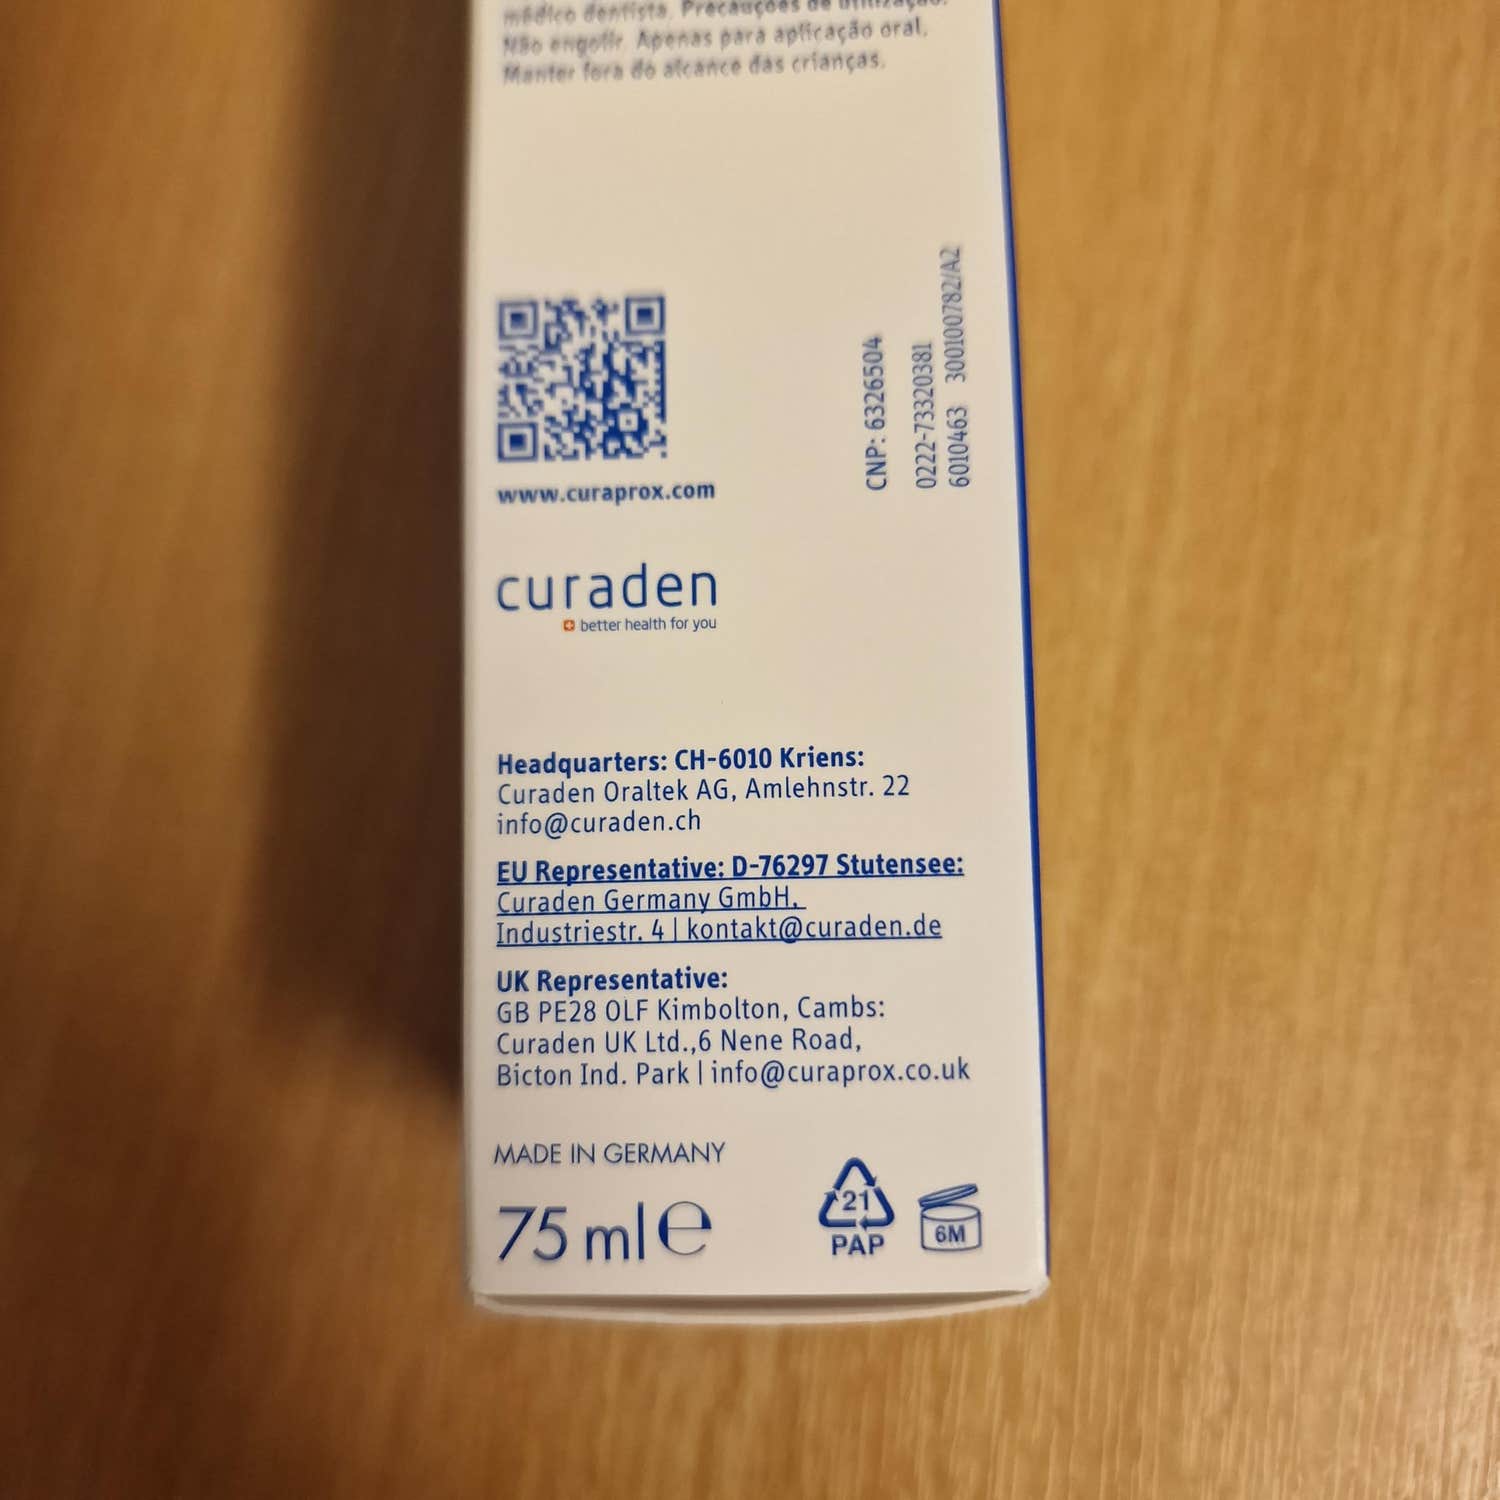 médico dentista. Precauções de utilização:
Não engolir. Apenas para aplicação oral.
Manter fora do alcance das crianças.
CNP: 6326504
0222-73320381
6010463 300100782/A2
www.curaprox.com
curaden
better health for you
Headquarters: CH-6010 Kriens:
Curaden Oraltek AG, Amlehnstr. 22
info@curaden.ch
EU Representative: D-76297 Stutensee:
Curaden Germany GmbH,
Industriestr. 4 | kontakt@curaden.de
UK Representative:
GB PE28 OLF Kimbolton, Cambs:
Curaden UK Ltd.,6 Nene Road,
Bicton Ind. Park | info@curaprox.co.uk
MADE IN GERMANY
75 ml e
21
PAP
6M